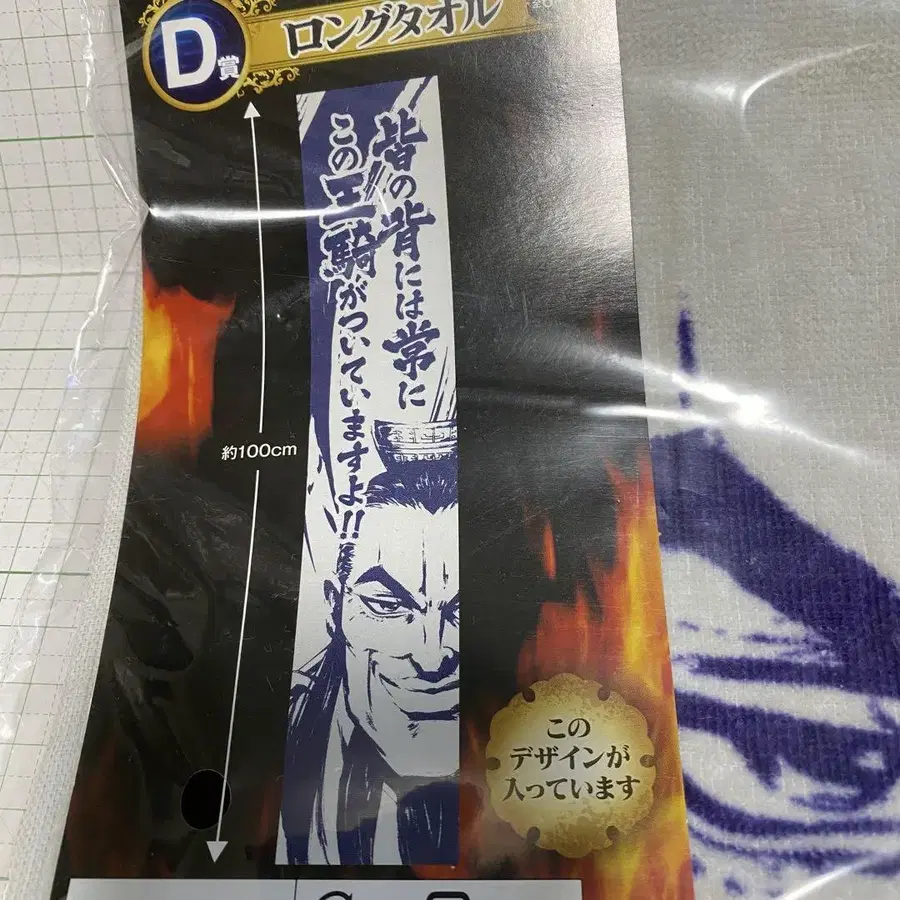 D賞
ロングタオル
皆の背には常に
この王騎がついていますよ!!!
約100cm
この
デザインが
入っています